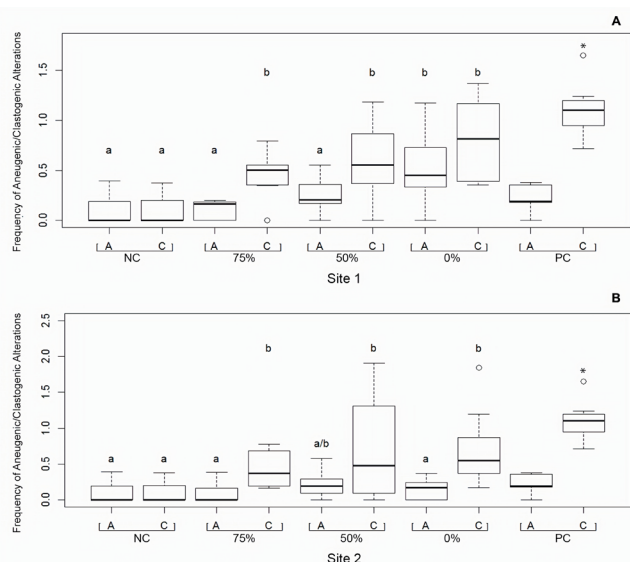 A
Frequency of Aneugenic/Clastogenic Alterations
1.5
1.0
0.5
0.0
a a a b a b b b *
A C A C A C A C A C
NC 75% 50% 0% PC
Site 1
B
Frequency of Aneugenic/Clastogenic Alterations
2.5
2.0
1.5
1.0
0.5
0.0
a a a b a/b b a b *
A C A C A C A C A C
NC 75% 50% 0% PC
Site 2